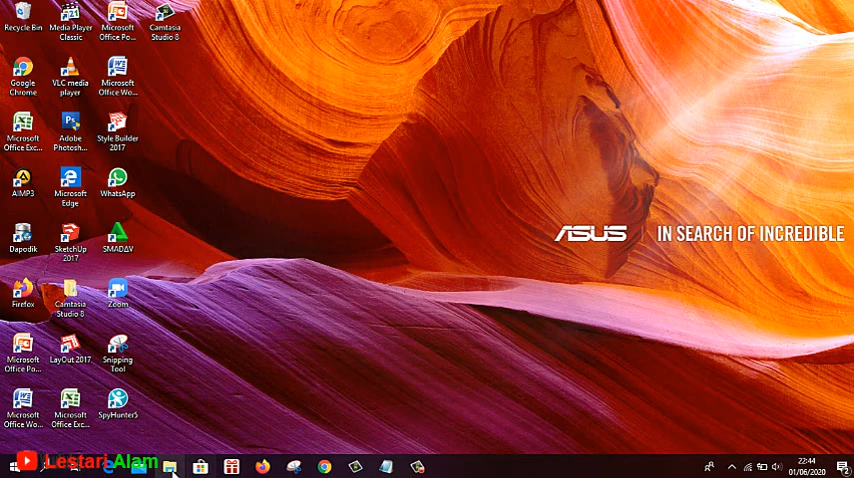 Recycle Bin
Media Player
Classic
Microsoft
Office Po...
Camtasia
Studio 8
Google
Chrome
VLC media
player
Microsoft
Office Wo...
Microsoft
Office Exc...
Adobe
Photosh...
Style Builder
2017
AIMP3
Microsoft
Edge
WhatsApp
Dapodik
SketchUp
2017
SMADΔV
Firefox
Camtasia
Studio 8
Zoom
Microsoft
Office Po...
LayOut 2017
Snipping
Tool
Microsoft
Office Wo...
Microsoft
Office Exc...
SpyHunter5
ASUS
IN SEARCH OF INCREDIBLE
Lestari Alam
22:44
01/06/2020
2